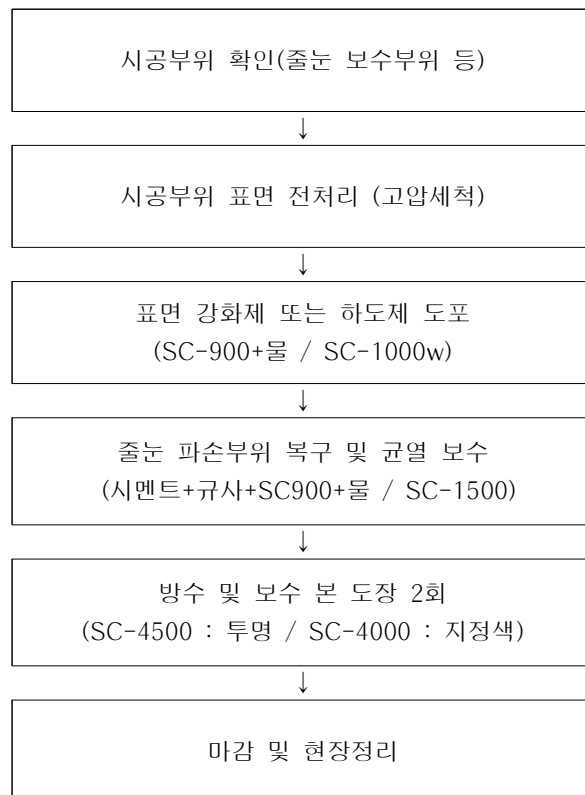 시공부위 확인(줄눈 보수부위 등)
↓
시공부위 표면 전처리 (고압세척)
↓
표면 강화제 또는 하도제 도포
(SC-900+물 / SC-1000w)
↓
줄눈 파손부위 복구 및 균열 보수
(시멘트+규사+SC900+물 / SC-1500)
↓
방수 및 보수 본 도장 2회
(SC-4500 : 투명 / SC-4000 : 지정색)
↓
마감 및 현장정리